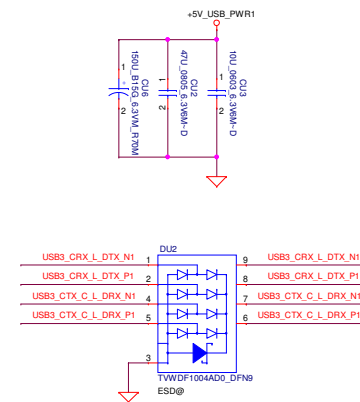 +5V_USB_PWR1
1
2
CU6
150U_B15G_6.3VM_R70M
1
2
CU2
47U_0805_6.3V6M~D
1
2
CU3
10U_0603_6.3V6M~D
DU2
USB3_CRX_L_DTX_N1 1 9 USB3_CRX_L_DTX_N1
USB3_CRX_L_DTX_P1 2 8 USB3_CRX_L_DTX_P1
USB3_CTX_C_L_DRX_N1 4 7 USB3_CTX_C_L_DRX_N1
USB3_CTX_C_L_DRX_P1 5 6 USB3_CTX_C_L_DRX_P1
3
TVWDF1004AD0_DFN9
ESD@